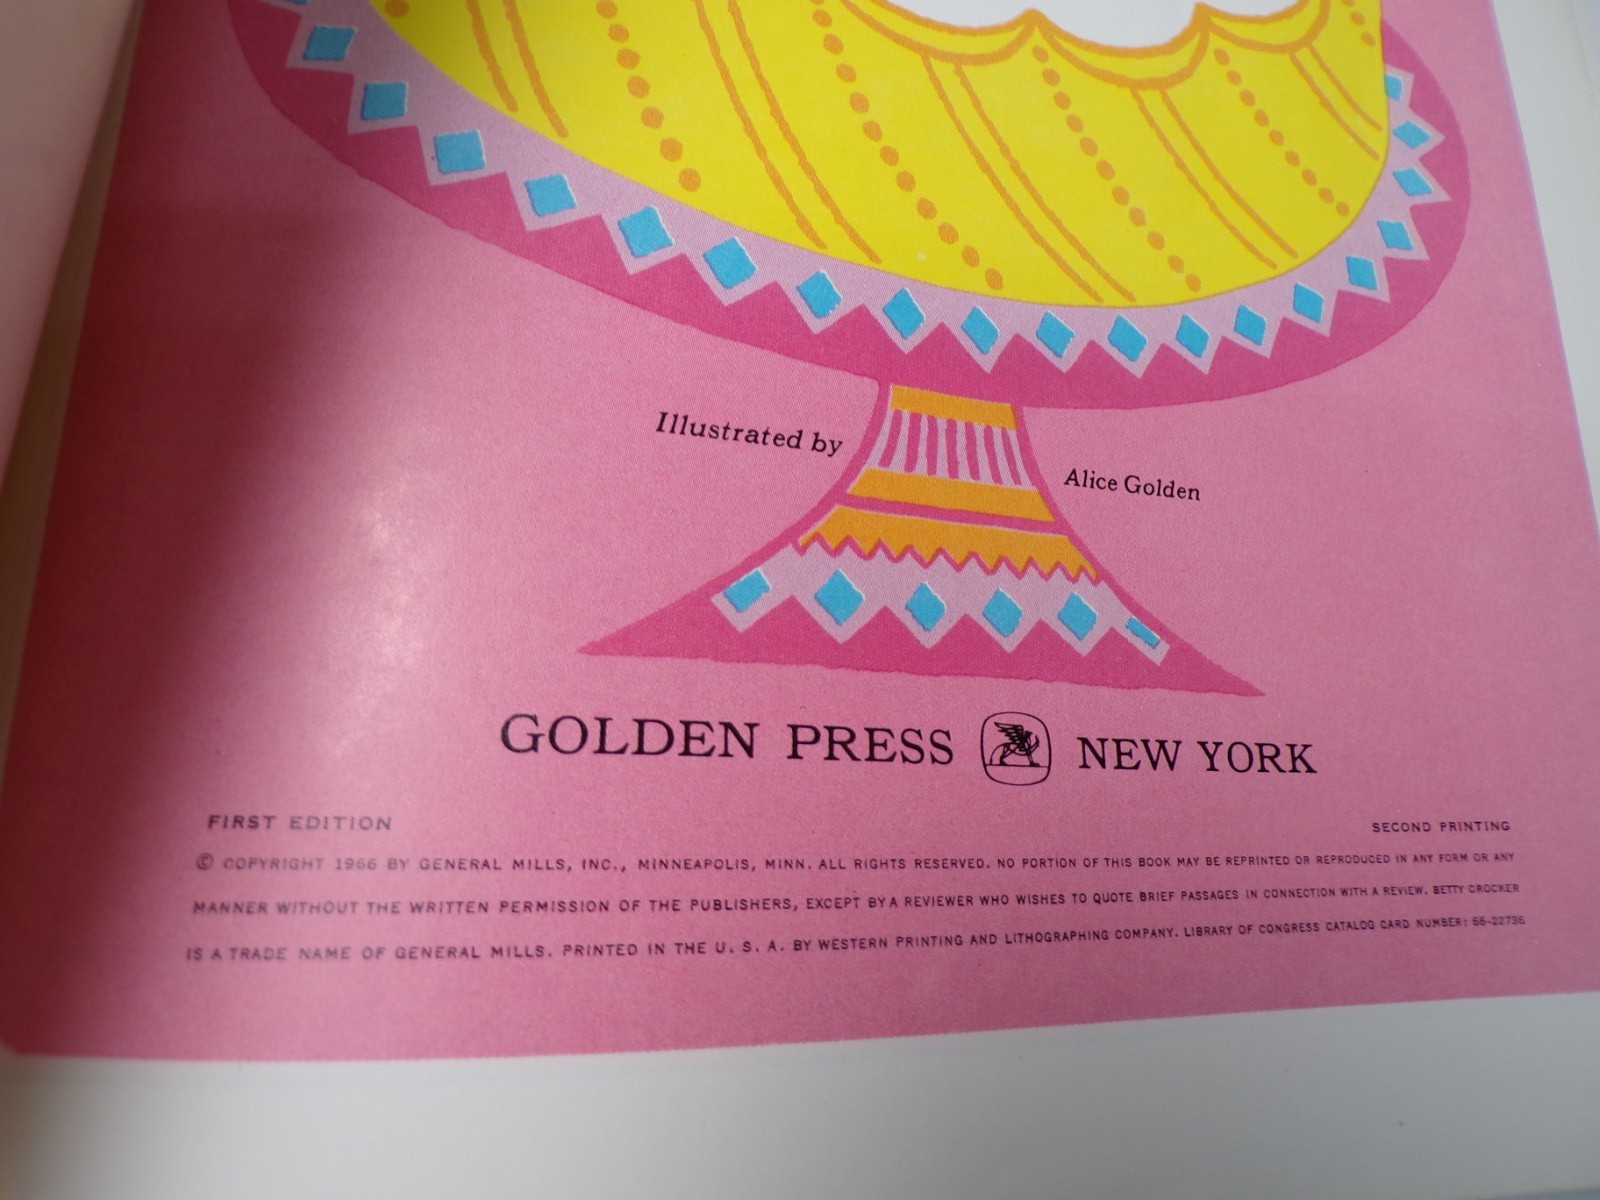 Illustrated by
Alice Golden
GOLDEN PRESS NEW YORK
FIRST EDITION
SECOND PRINTING
© COPYRIGHT 1966 BY GENERAL MILLS, INC., MINNEAPOLIS, MINN. ALL RIGHTS RESERVED. NO PORTION OF THIS BOOK MAY BE REPRINTED OR REPRODUCED IN ANY FORM OR ANY
MANNER WITHOUT THE WRITTEN PERMISSION OF THE PUBLISHERS, EXCEPT BY A REVIEWER WHO WISHES TO QUOTE BRIEF PASSAGES IN CONNECTION WITH A REVIEW. BETTY CROCKER
IS A TRADE NAME OF GENERAL MILLS. PRINTED IN THE U. S. A. BY WESTERN PRINTING AND LITHOGRAPHING COMPANY. LIBRARY OF CONGRESS CATALOG CARD NUMBER: 66-22736